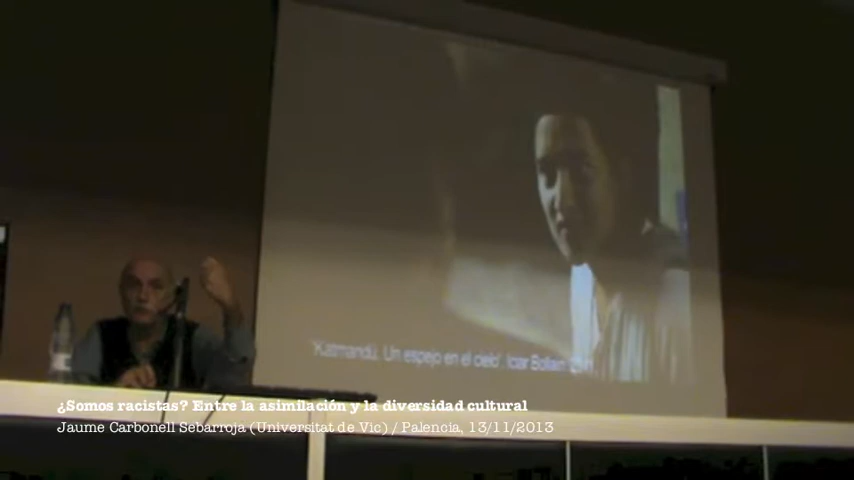 'Katmandú. Un espejo en el cielo'. Icíar Bollaín
¿Somos racistas? Entre la asimilación y la diversidad cultural
Jaume Carbonell Sebarroja (Universitat de Vic) / Palencia, 13/11/2013